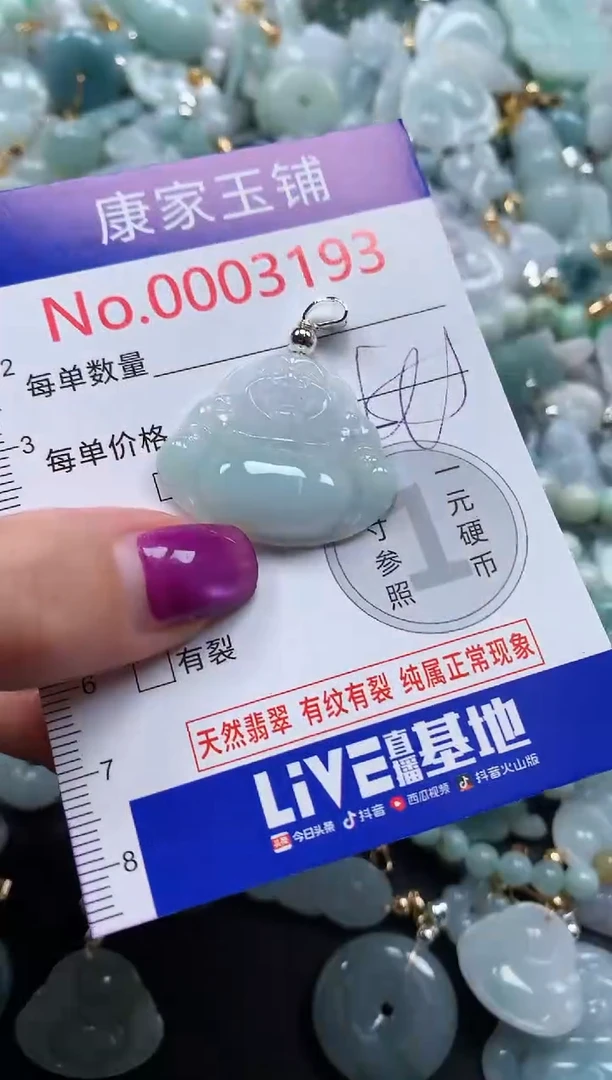 康家玉铺
No.0003193
2
每单数量
3
每单价格
一元硬币
1
寸参照
6
有裂
天然翡翠 有纹有裂 纯属正常现象
7
LiVE直播基地
今日头条 抖音 西瓜视频 抖音火山版
8